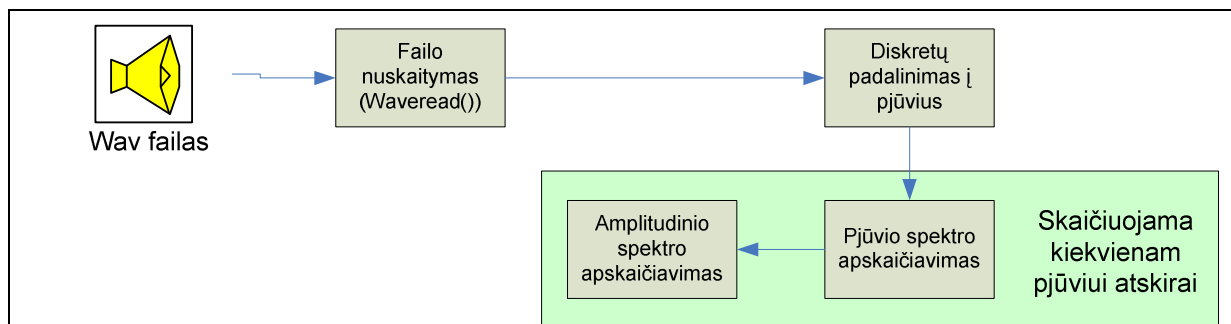 Wav failas
Failo
nuskaitymas
(Waveread())
Diskretų
padalinimas į
pjūvius
Pjūvio spektro
apskaičiavimas
Amplitudinio
spektro
apskaičiavimas
Skaičiuojama
kiekvienam
pjūviui atskirai